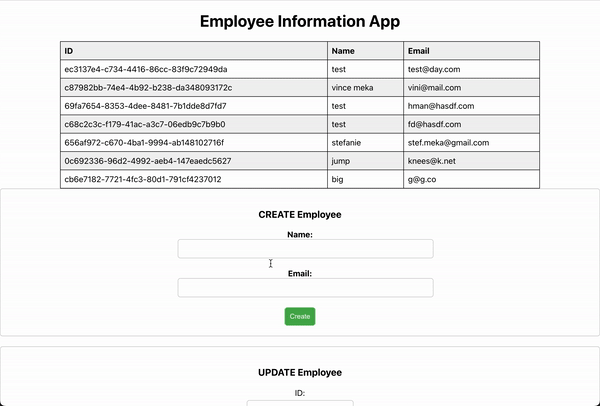 Employee Information App
ID Name Email
ec3137e4-c734-4416-86cc-83f9c72949da test test@day.com
c87982bb-74e4-4b92-b238-da348093172c vince meka vini@mail.com
69fa7654-8353-4dee-8481-7b1dde8d7fd7 test hman@hasdf.com
c68c2c3c-f179-41ac-a3c7-06edb9c7b9b0 test fd@hasdf.com
656af972-c670-4ba1-9994-ab148102716f stefanie stef.meka@gmail.com
0c692336-96d2-4992-aeb4-147eaedc5627 jump knees@k.net
cb6e7182-7721-4fc3-80d1-791cf4237012 big g@g.co
CREATE Employee
Name:
Email:
Create
UPDATE Employee
ID: